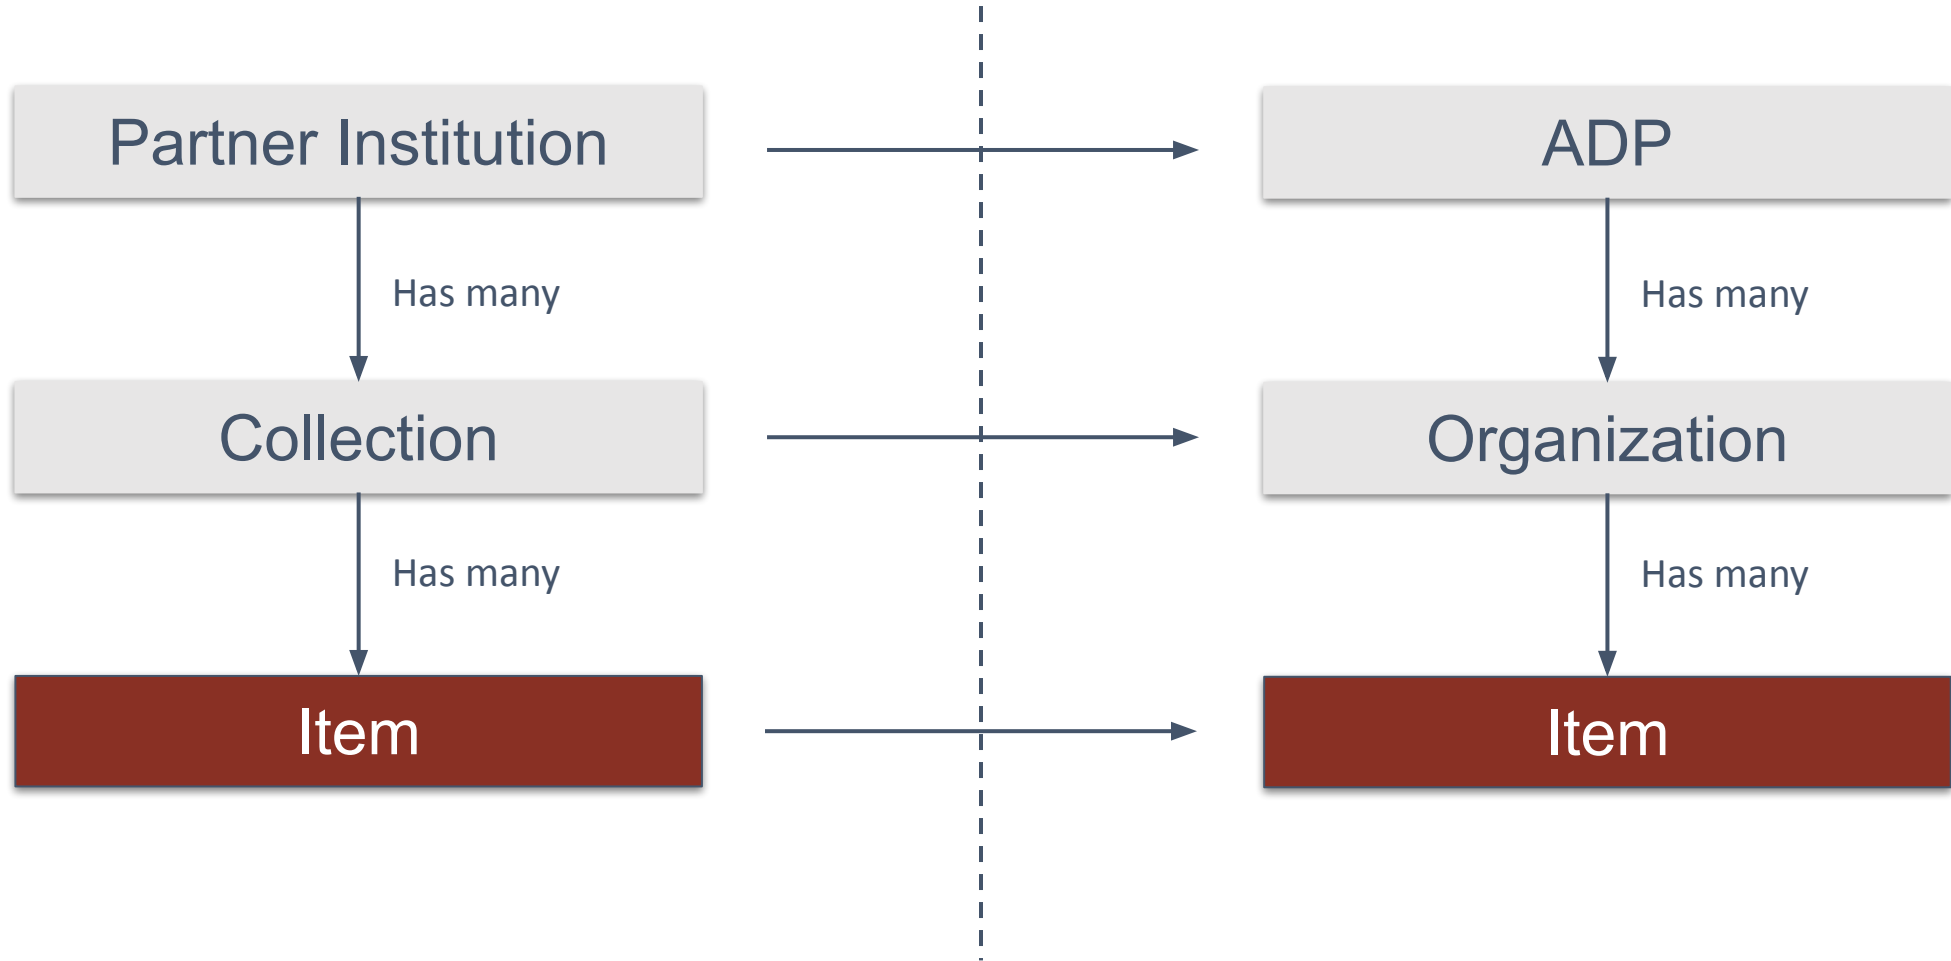 Partner Institution
ADP
Has many
Has many
Collection
Organization
Has many
Has many
Item
Item